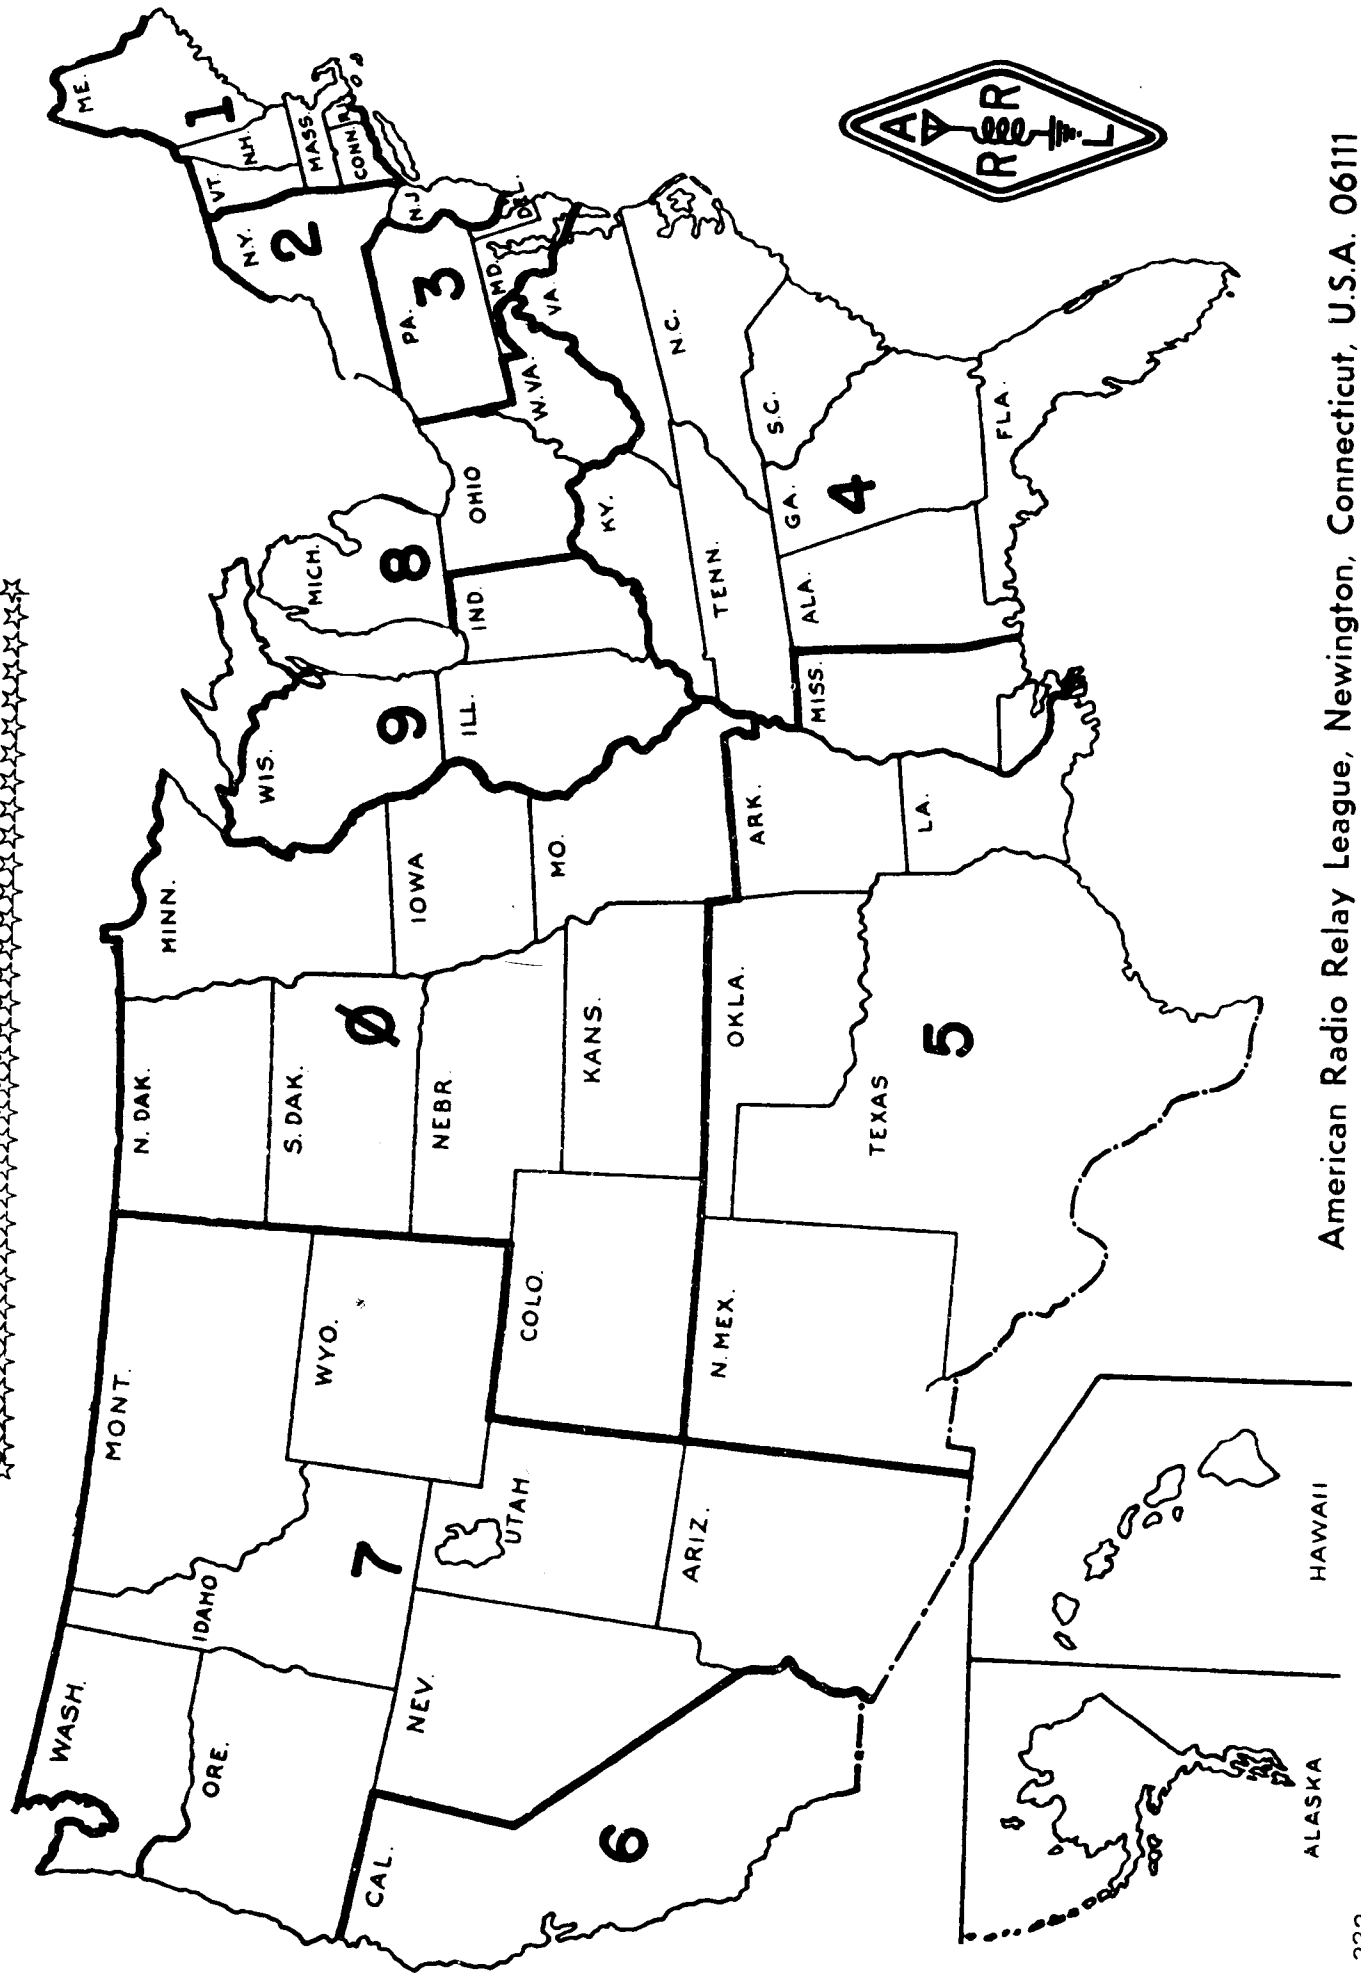 WASH.
MONT.
N. DAK.
MINN.
ME.
ORE.
IDAHO
WYO.
S. DAK.
WIS.
MICH.
N.Y.
VT.
N.H.
1
MASS.
CONN.
R.I.
2
7
Ø
9
8
3
PA.
N.J.
CAL.
NEV.
UTAH
COLO.
NEBR.
IOWA
ILL.
IND.
OHIO
W.VA.
MD.
DEL.
VA.
6
ARIZ.
N. MEX.
KANS.
OKLA.
MO.
ARK.
KY.
TENN.
N.C.
S.C.
TEXAS
5
LA.
MISS.
ALA.
GA.
4
FLA.
A
R R
L
ALASKA
HAWAII
American Radio Relay League, Newington, Connecticut, U.S.A. 06111